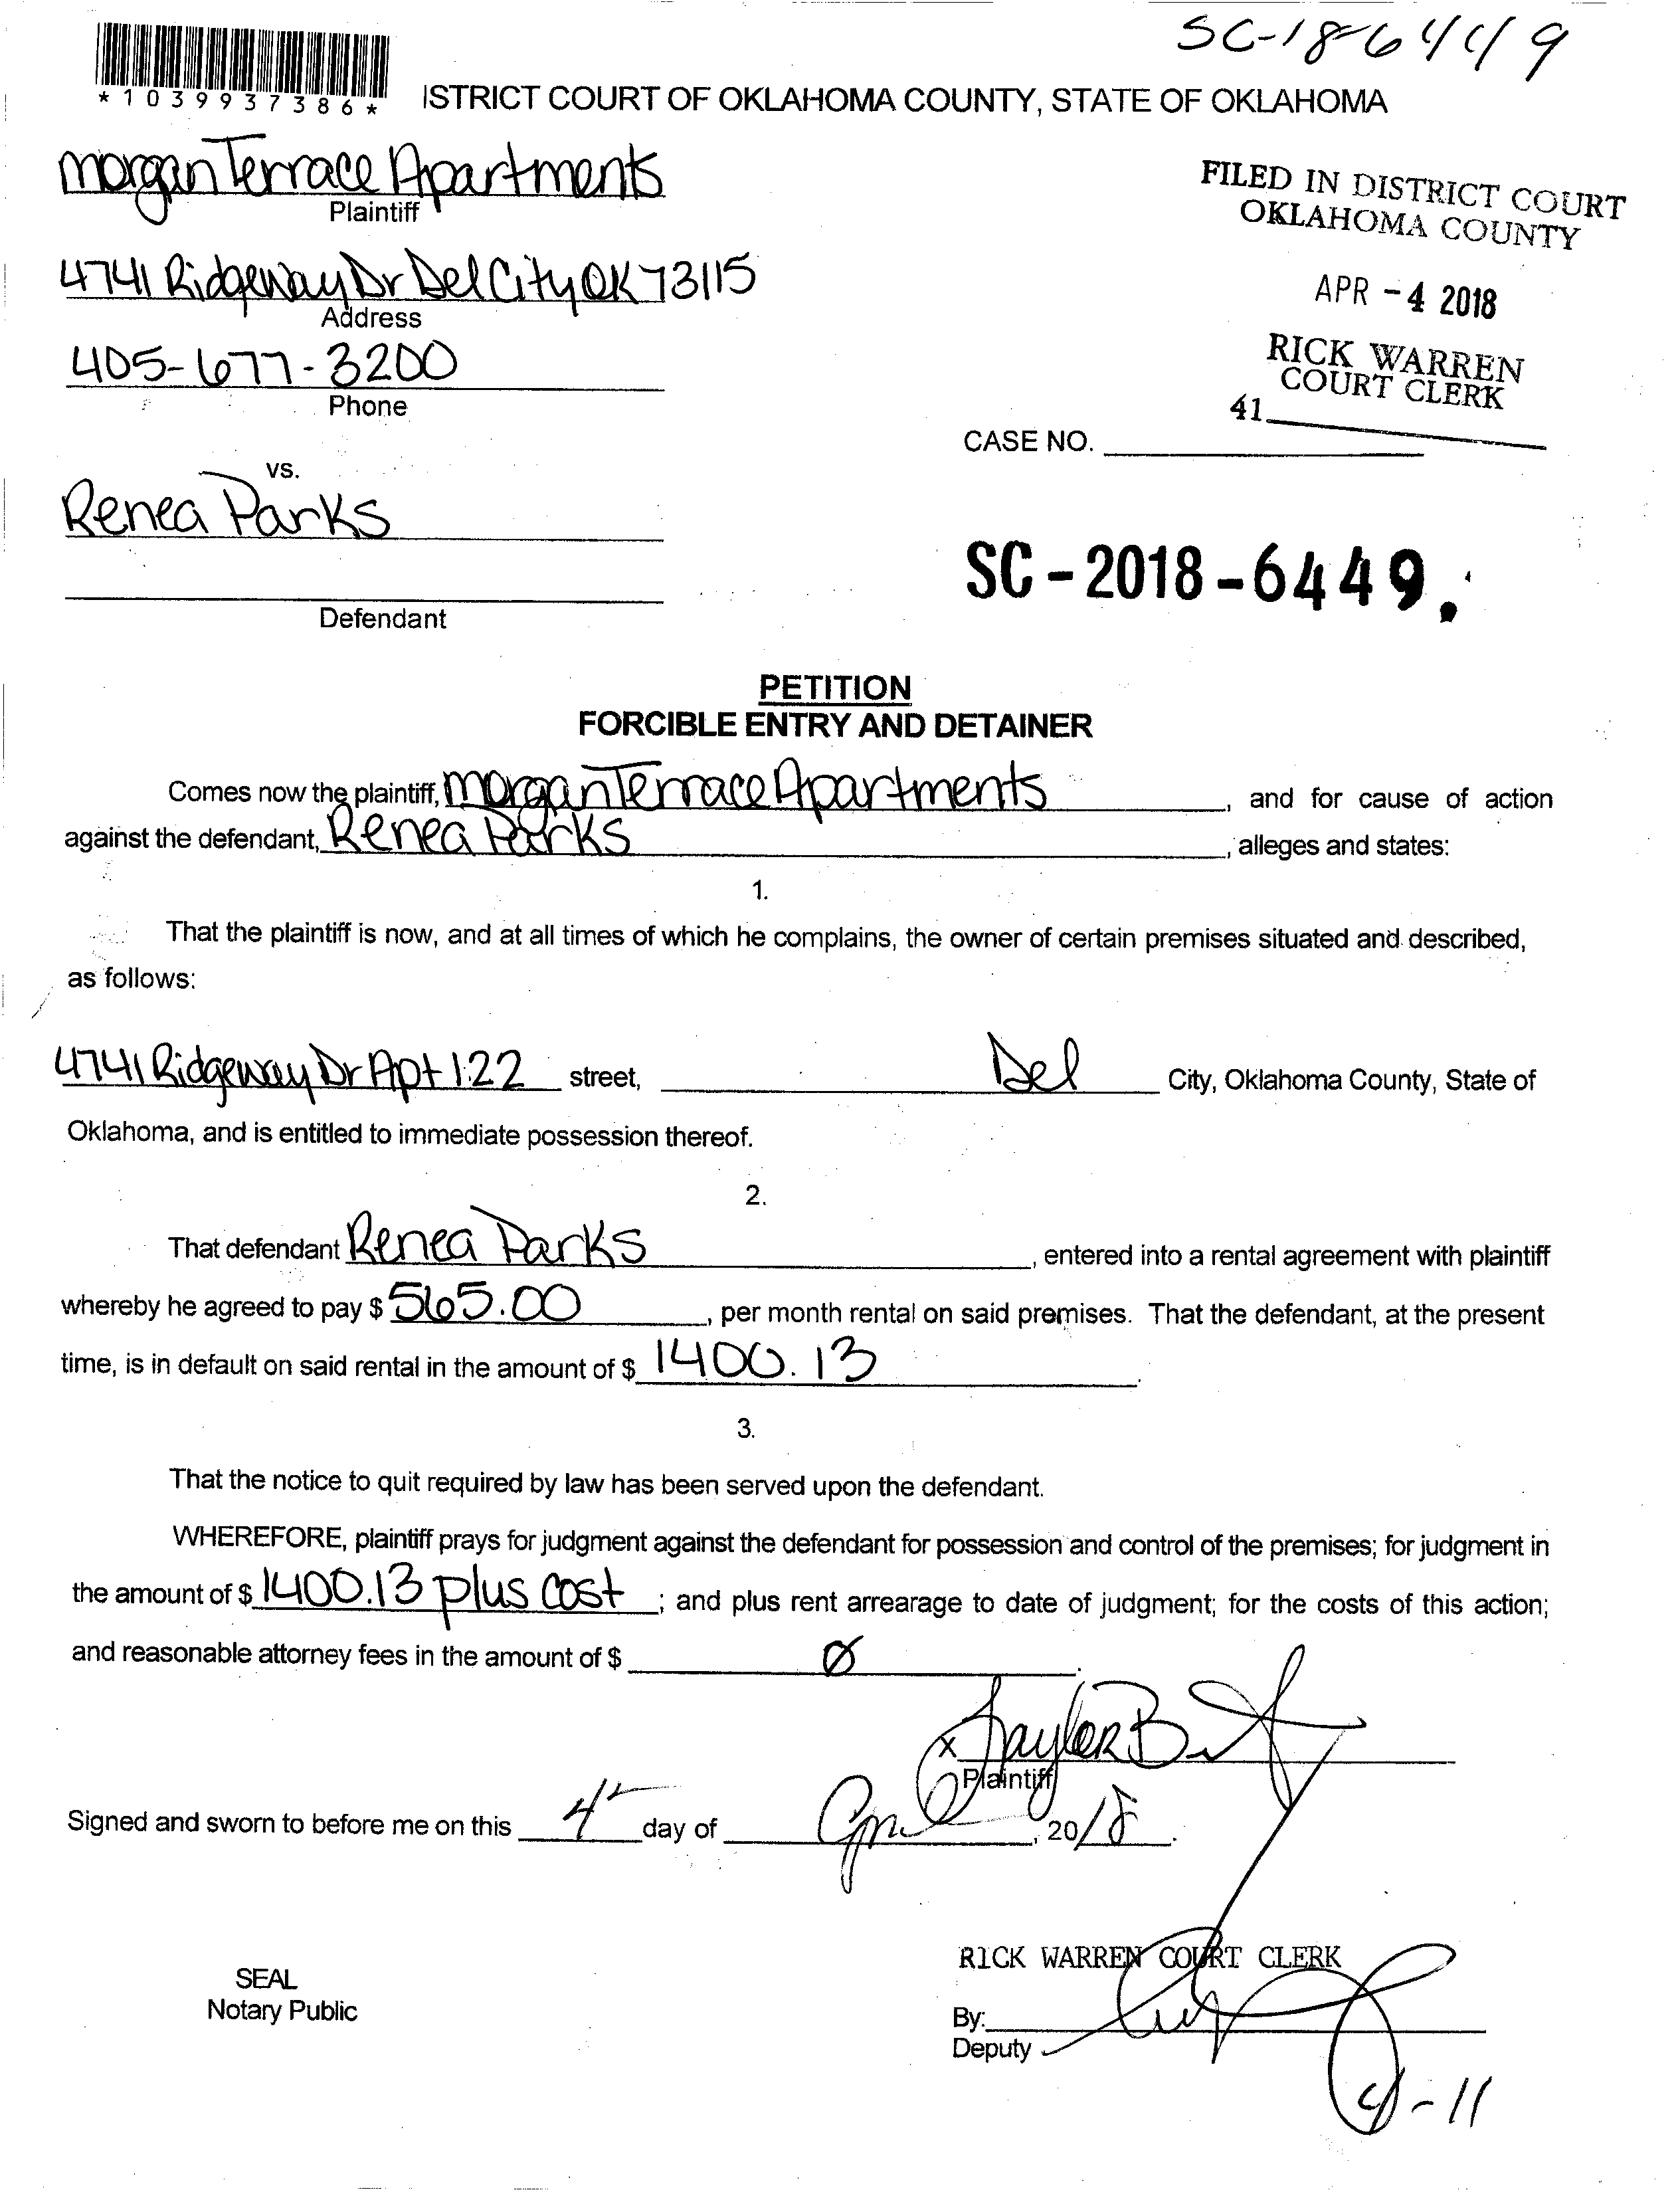 SC-18-6449
*1039937386*
ISTRICT COURT OF OKLAHOMA COUNTY, STATE OF OKLAHOMA
Morgan Terrace Apartments
Plaintiff
FILED IN DISTRICT COURT
OKLAHOMA COUNTY
4741 Ridgeway Dr Del City OK 73115
Address
APR -4 2018
405-677-3200
Phone
RICK WARREN
COURT CLERK
41
CASE NO.
vs.
Renea Parks
SC-2018-6449.
Defendant
PETITION
FORCIBLE ENTRY AND DETAINER
Comes now the plaintiff, Morgan Terrace Apartments, and for cause of action
against the defendant, Renea Parks, alleges and states:
1.
That the plaintiff is now, and at all times of which he complains, the owner of certain premises situated and described,
as follows:
4741 Ridgeway Dr Apt 122 street, Del City, Oklahoma County, State of
Oklahoma, and is entitled to immediate possession thereof.
2.
That defendant Renea Parks, entered into a rental agreement with plaintiff
whereby he agreed to pay $ 565.00, per month rental on said premises. That the defendant, at the present
time, is in default on said rental in the amount of $ 1400.13.
3.
That the notice to quit required by law has been served upon the defendant.
WHEREFORE, plaintiff prays for judgment against the defendant for possession and control of the premises; for judgment in
the amount of $ 1400.13 plus cost; and plus rent arrearage to date of judgment; for the costs of this action;
and reasonable attorney fees in the amount of $ Ø.
x Tayler
Plaintiff
Signed and sworn to before me on this 4 day of April, 2018.
RICK WARREN COURT CLERK
SEAL
Notary Public
By:
Deputy
4-11